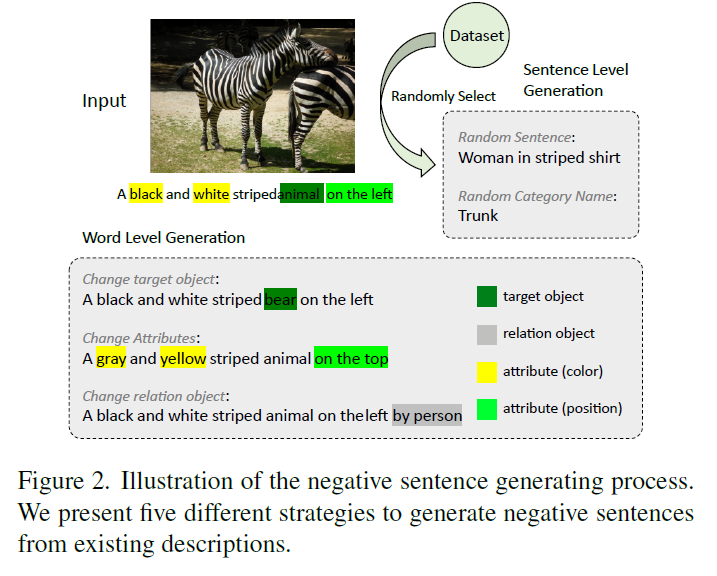 Dataset
Sentence Level
Generation
Input
Randomly Select
Random Sentence:
Woman in striped shirt
Random Category Name:
Trunk
A black and white stripedanimal on the left
Word Level Generation
Change target object:
A black and white striped bear on the left
Change Attributes:
A gray and yellow striped animal on the top
Change relation object:
A black and white striped animal on theleft by person
target object
relation object
attribute (color)
attribute (position)
Figure 2. Illustration of the negative sentence generating process.
We present five different strategies to generate negative sentences
from existing descriptions.